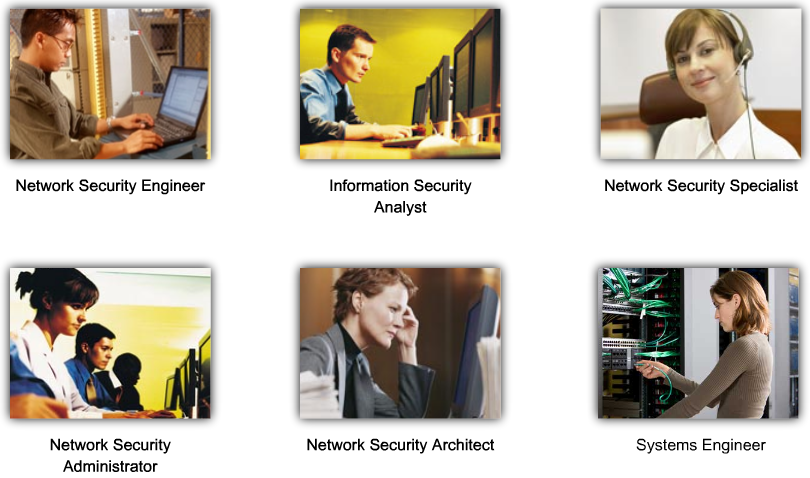 Network Security Engineer
Information Security
Analyst
Network Security Specialist
Network Security
Administrator
Network Security Architect
Systems Engineer